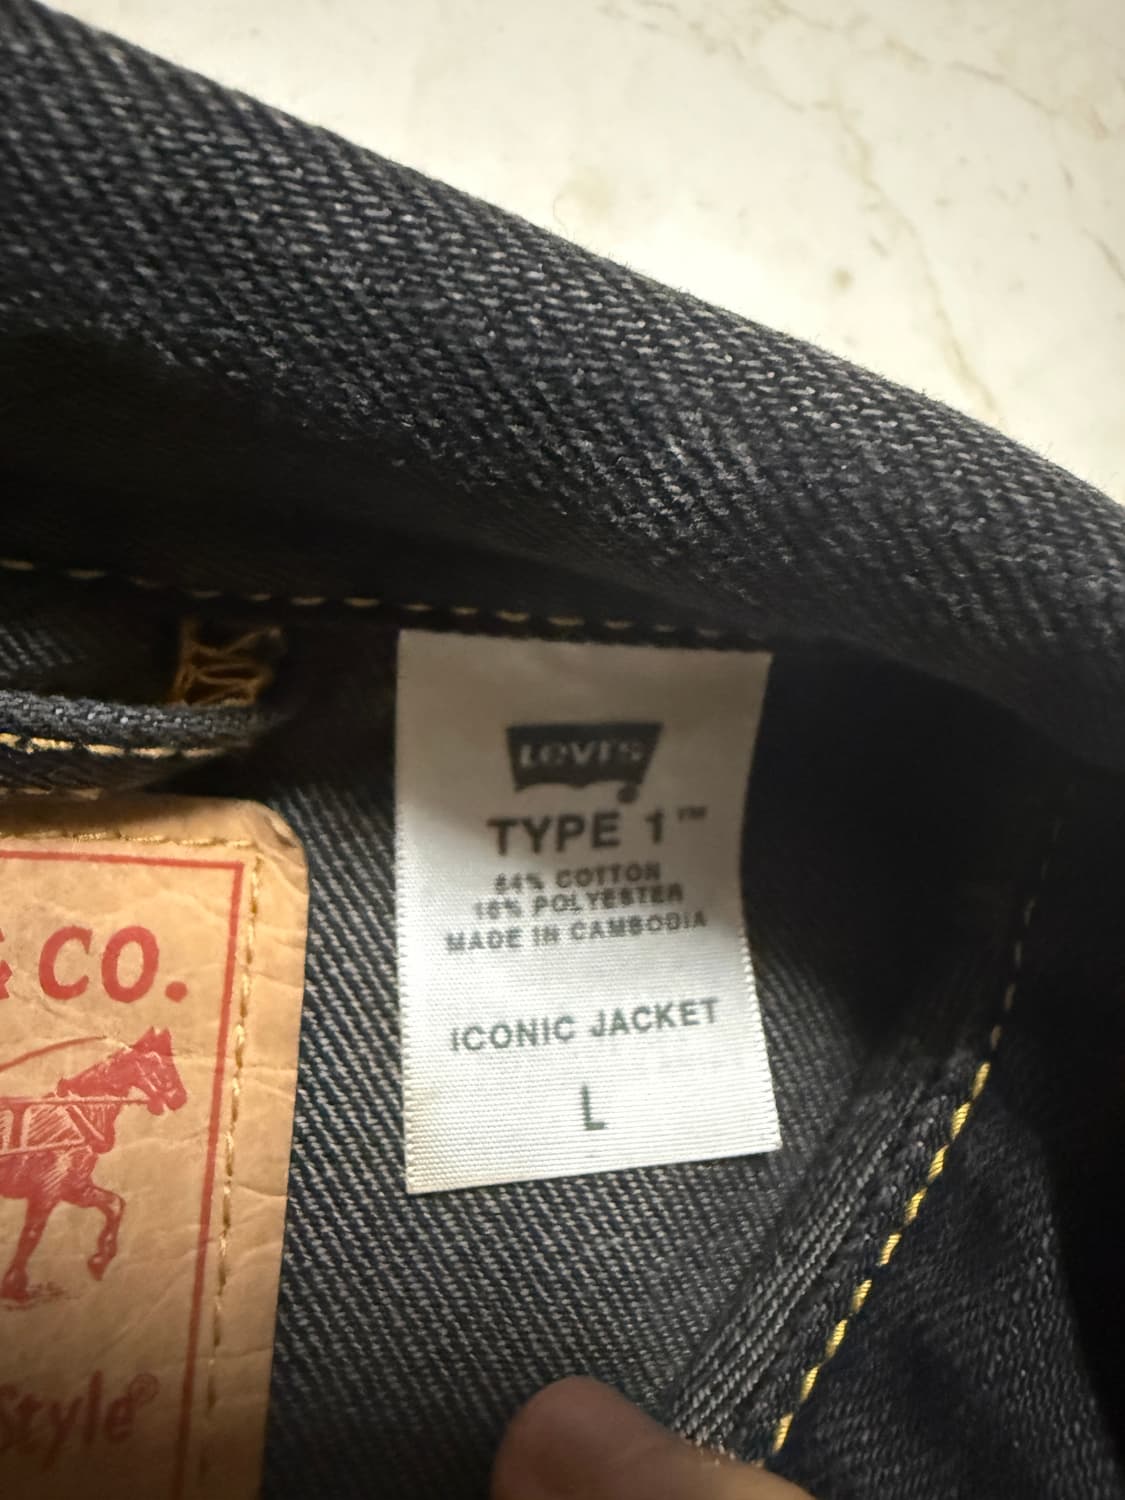 Levi's
TYPE 1™
84% COTTON
16% POLYESTER
MADE IN CAMBODIA
ICONIC JACKET
L
& CO.
Style®